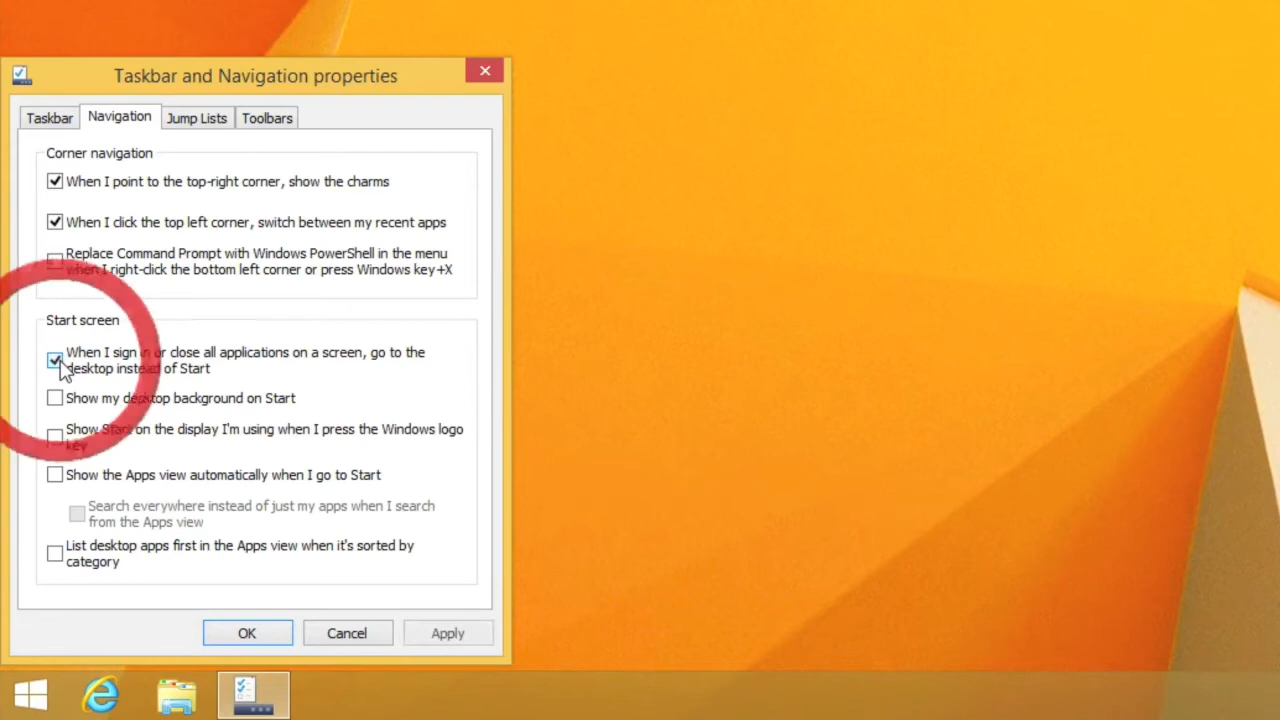 Taskbar and Navigation properties
Taskbar
Navigation
Jump Lists
Toolbars
Corner navigation
When I point to the top-right corner, show the charms
When I click the top left corner, switch between my recent apps
Replace Command Prompt with Windows PowerShell in the menu
when I right-click the bottom left corner or press Windows key+X
Start screen
When I sign in or close all applications on a screen, go to the
desktop instead of Start
Show my desktop background on Start
Show Start on the display I'm using when I press the Windows logo
key
Show the Apps view automatically when I go to Start
Search everywhere instead of just my apps when I search
from the Apps view
List desktop apps first in the Apps view when it's sorted by
category
OK
Cancel
Apply